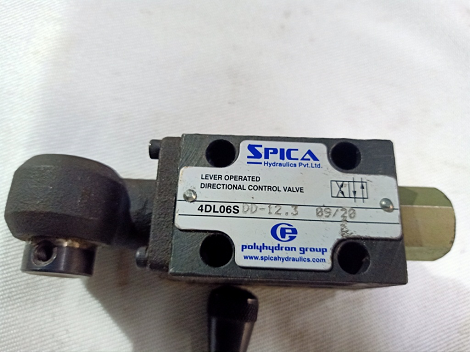 SPICA
Hydraulics Pvt.Ltd.
LEVER OPERATED
DIRECTIONAL CONTROL VALVE
4DL06S DD-12.3 09/20
polyhydron group
www.spicahydraulics.com